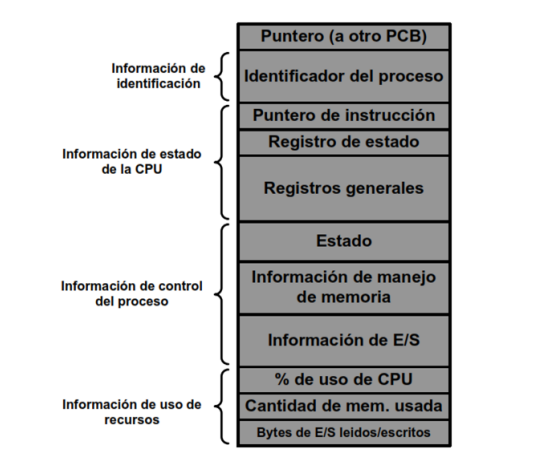 Puntero (a otro PCB)
Información de
identificación
Identificador del proceso
Información de estado
de la CPU
Puntero de instrucción
Registro de estado
Registros generales
Información de control
del proceso
Estado
Información de manejo
de memoria
Información de E/S
Información de uso de
recursos
% de uso de CPU
Cantidad de mem. usada
Bytes de E/S leidos/escritos